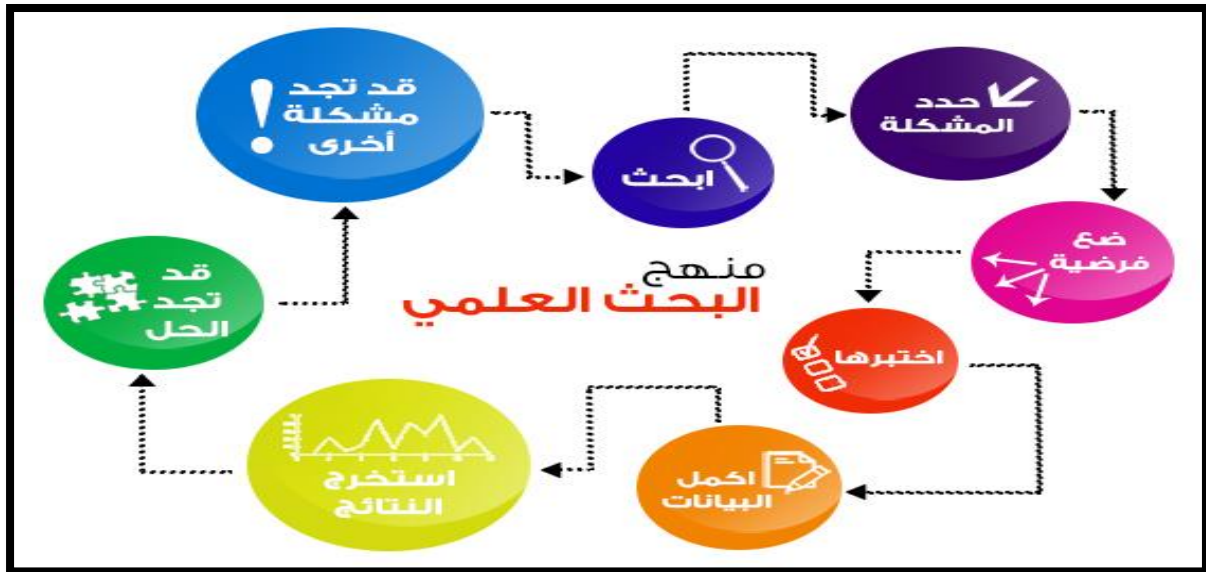 قد تجد
مشكلة
أخرى
ابحث
حدد
المشكلة
ضع
فرضية
منهج
البحث العلمي
اختبرها
اكمل
البيانات
استخرج
النتائج
قد
تجد
الحل